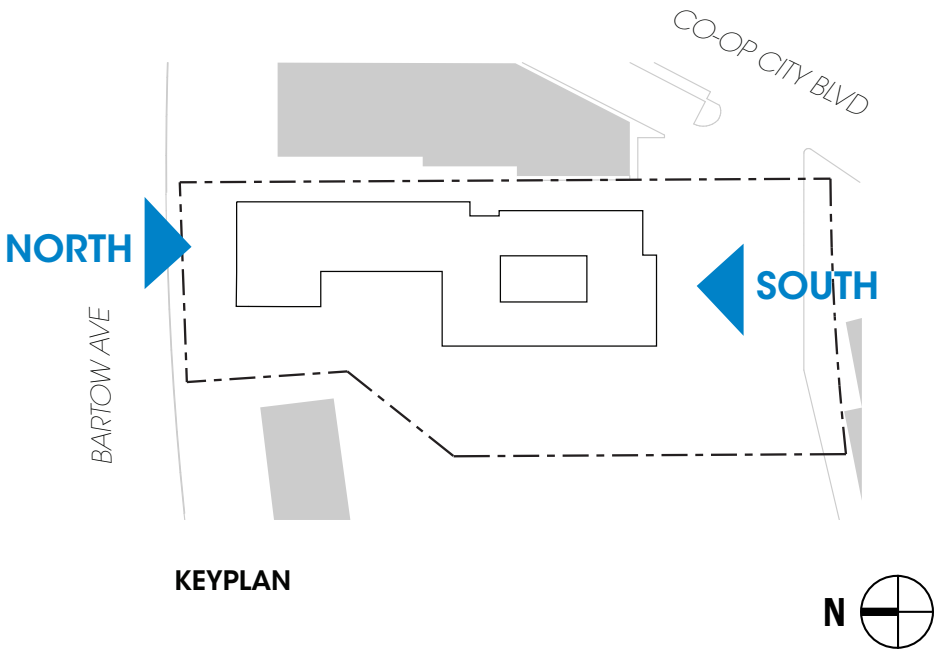 CO-OP CITY BLVD
NORTH
SOUTH
BARTOW AVE
KEYPLAN
N